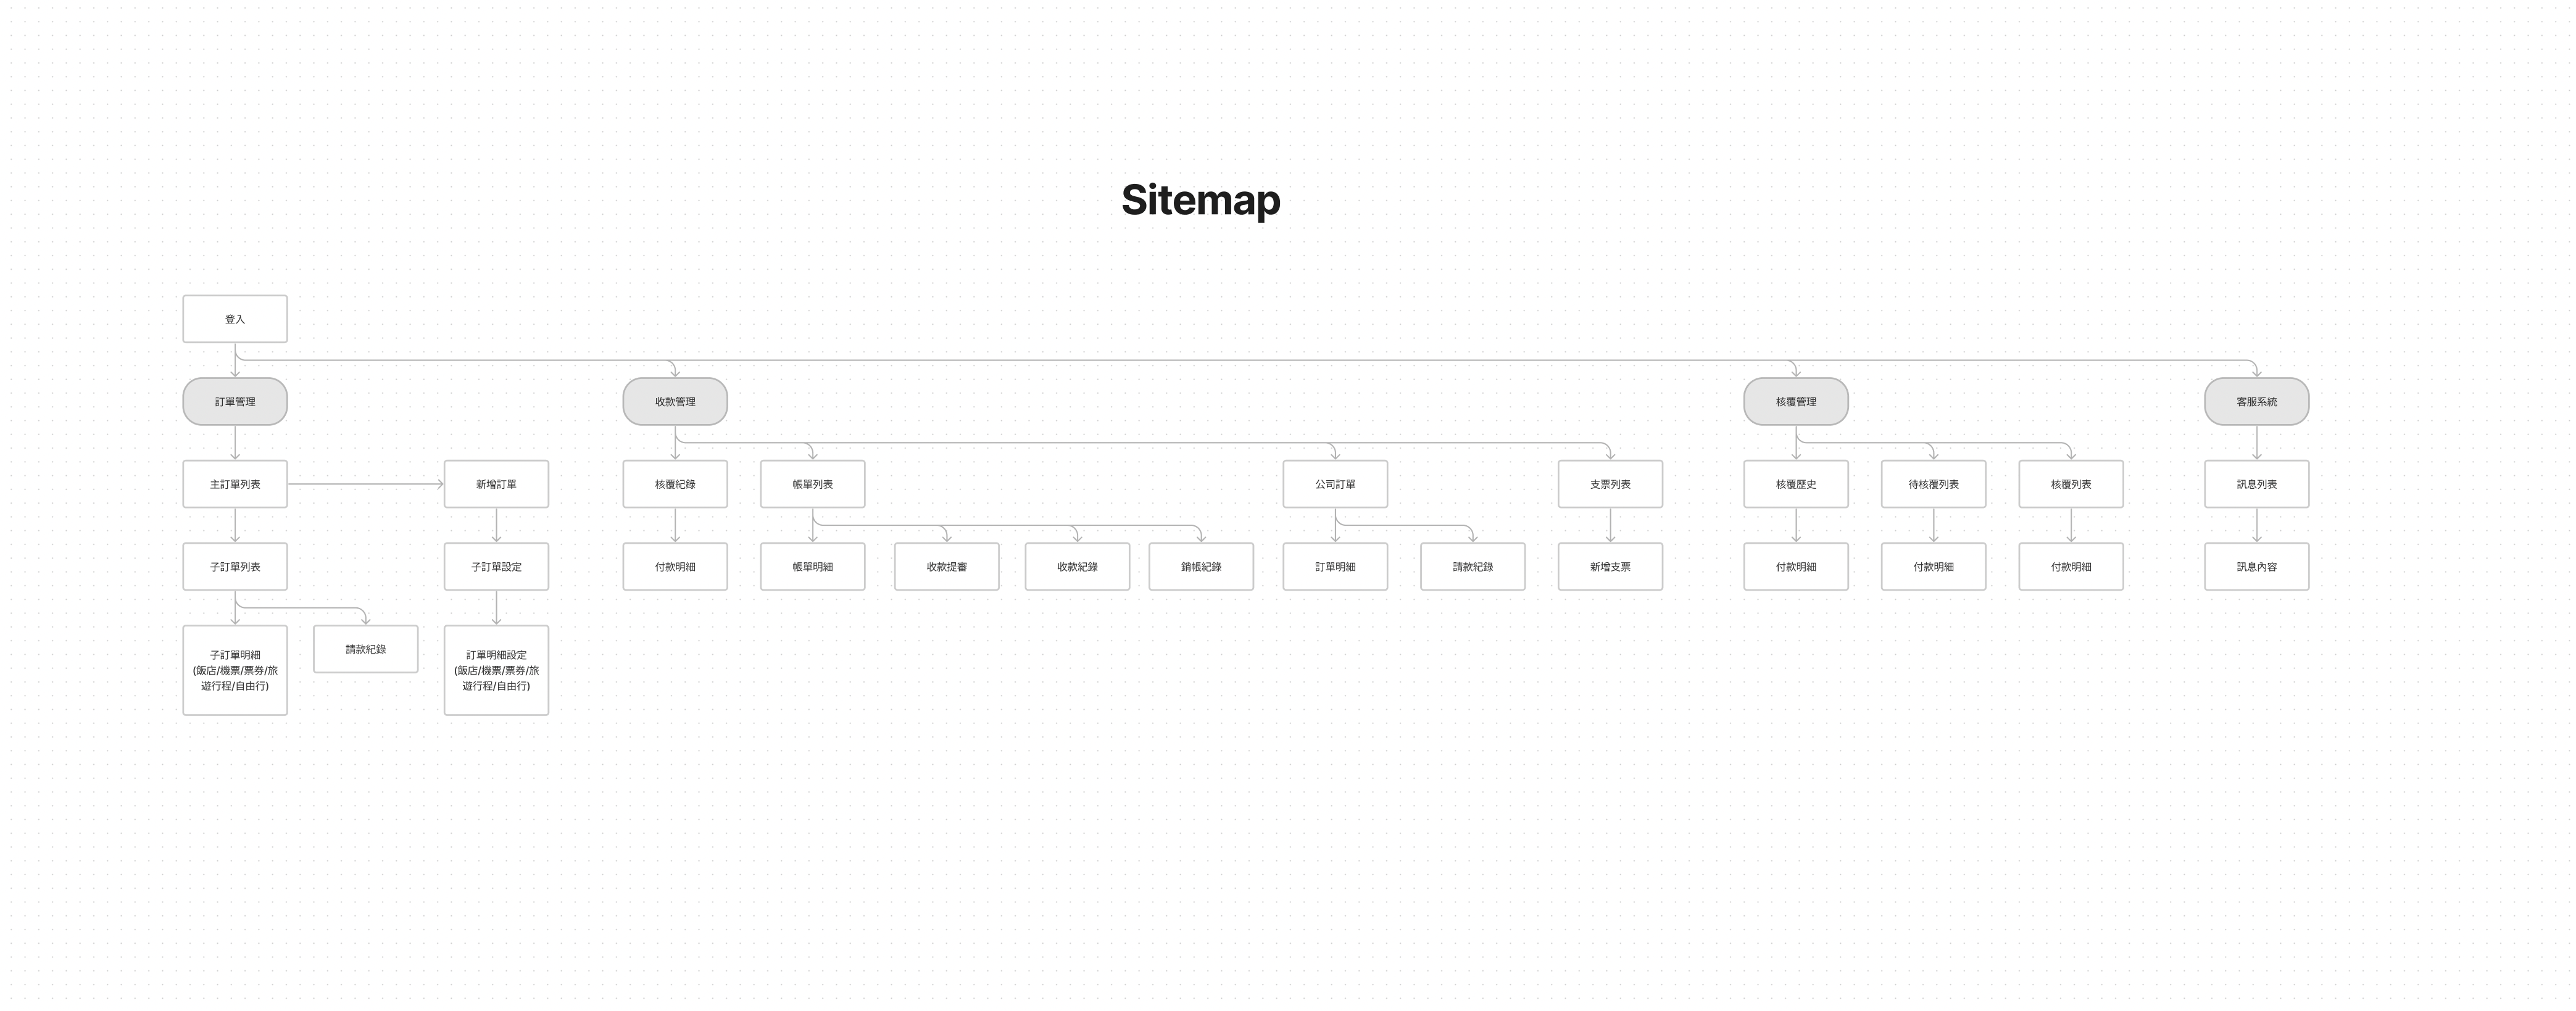 Sitemap
登入
訂單管理
收款管理
核覆管理
客服系統
主訂單列表
新增訂單
核覆紀錄
帳單列表
公司訂單
支票列表
核覆歷史
待核覆列表
核覆列表
訊息列表
子訂單列表
子訂單設定
付款明細
帳單明細
收款提審
收款紀錄
銷帳紀錄
訂單明細
請款紀錄
新增支票
付款明細
付款明細
付款明細
訊息內容
子訂單明細
(飯店/機票/票券/旅
遊行程/自由行)
請款紀錄
訂單明細設定
(飯店/機票/票券/旅
遊行程/自由行)